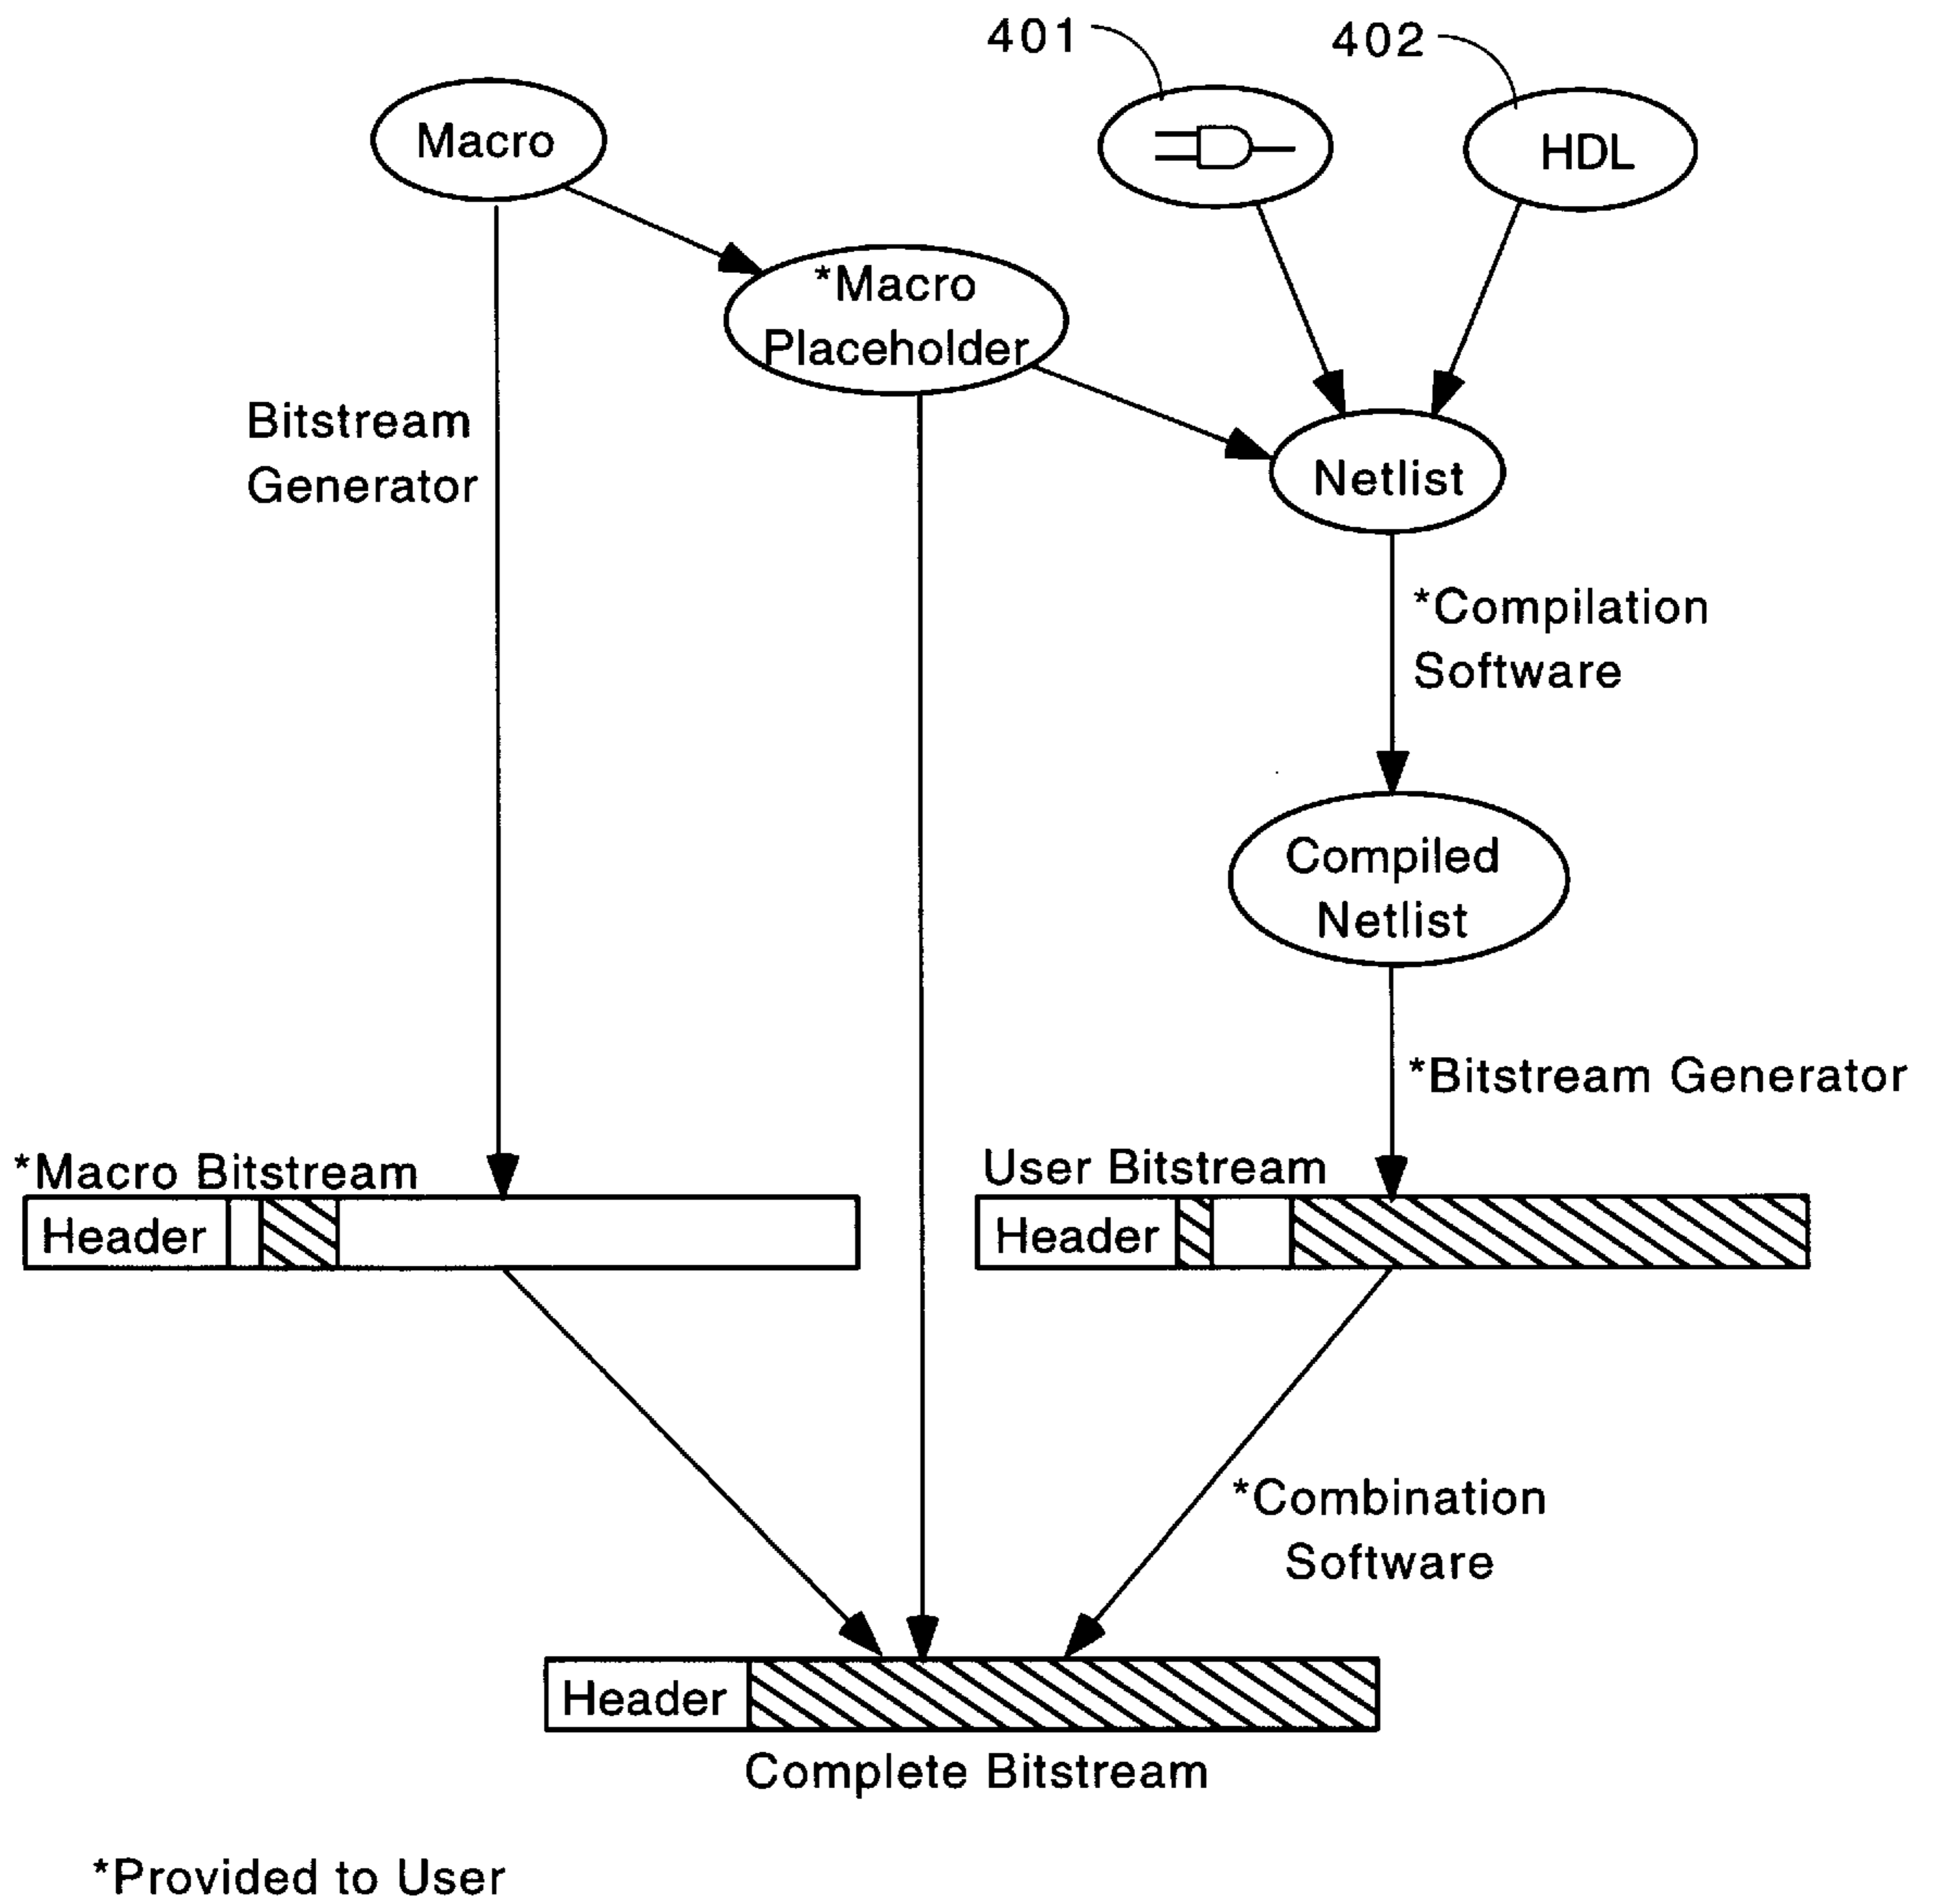 401
402
Macro
HDL
*Macro
Placeholder
Bitstream
Generator
Netlist
*Compilation
Software
Compiled
Netlist
*Bitstream Generator
*Macro Bitstream
User Bitstream
Header
Header
*Combination
Software
Header
Complete Bitstream
*Provided to User